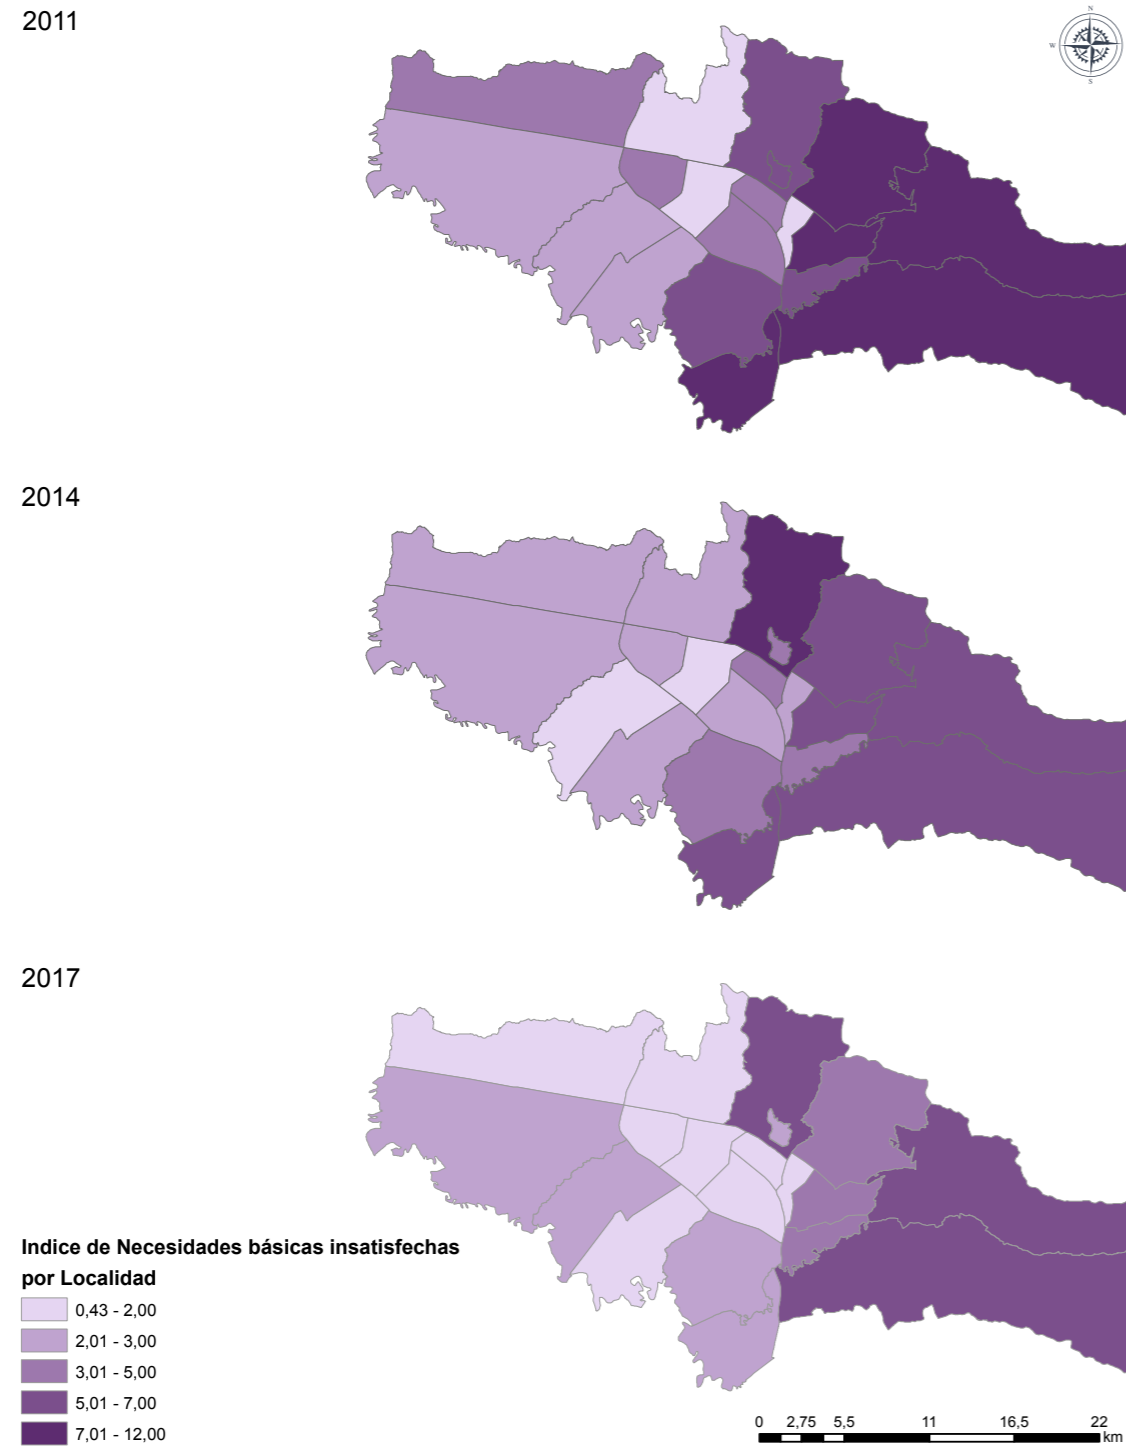 2011
N
W
S
2014
2017
Indice de Necesidades básicas insatisfechas
por Localidad
0,43 - 2,00
2,01 - 3,00
3,01 - 5,00
5,01 - 7,00
7,01 - 12,00
0 2,75 5,5 11 16,5 22
km